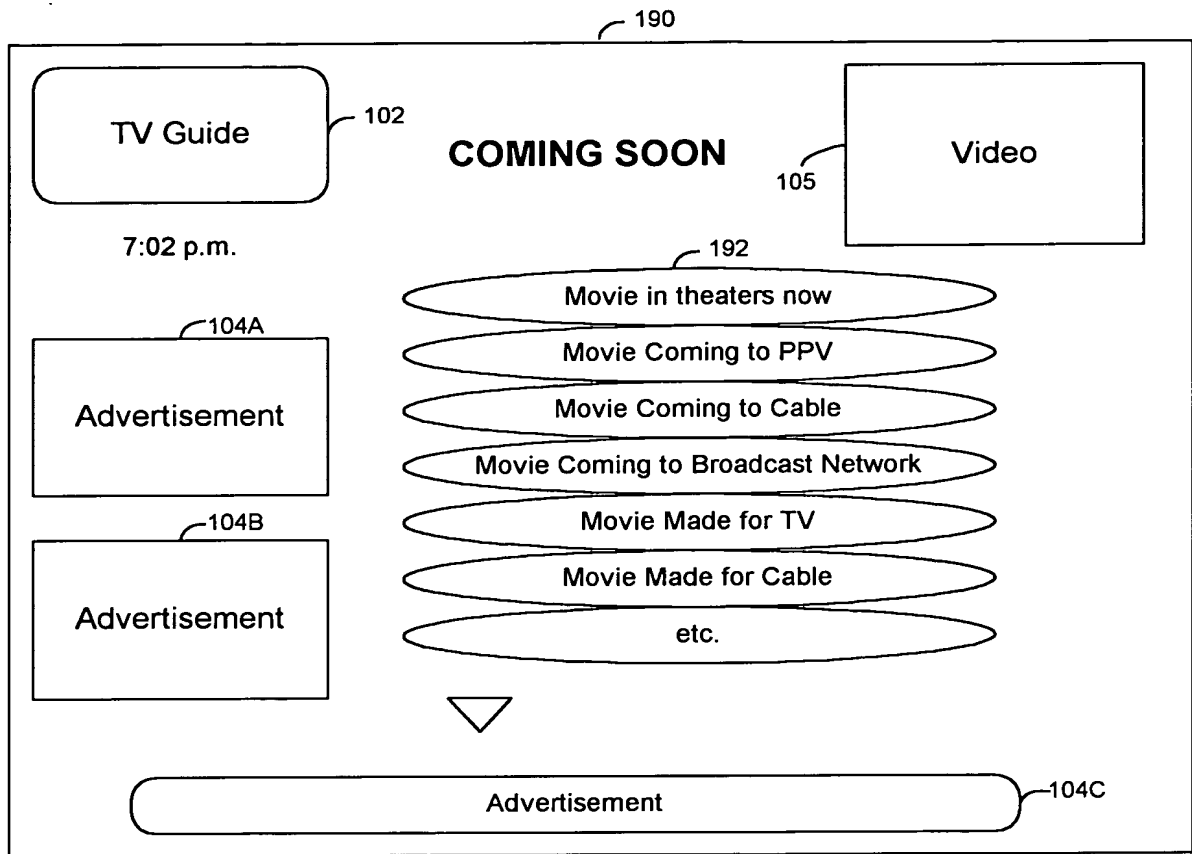 190
TV Guide
102
COMING SOON
Video
105
7:02 p.m.
192
Movie in theaters now
104A
Movie Coming to PPV
Advertisement
Movie Coming to Cable
Movie Coming to Broadcast Network
104B
Movie Made for TV
Movie Made for Cable
Advertisement
etc.
Advertisement
104C